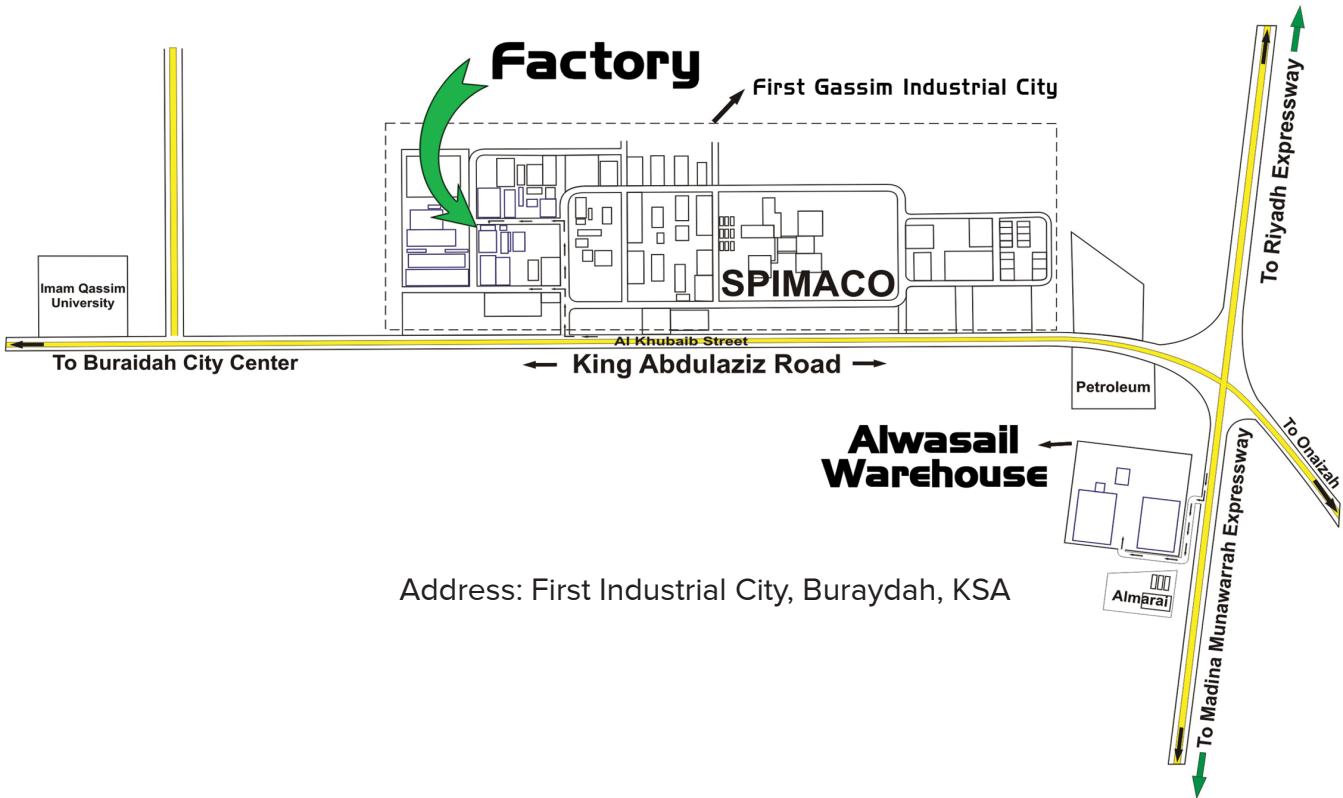 Factory
First Gassim Industrial City
To Riyadh Expressway
Imam Qassim
University
SPIMACO
Al Khubaib Street
To Buraidah City Center
King Abdulaziz Road
Petroleum
To Onaizah
Alwasail
Warehouse
To Madina Munawarrah Expressway
Address: First Industrial City, Buraydah, KSA
Almarai